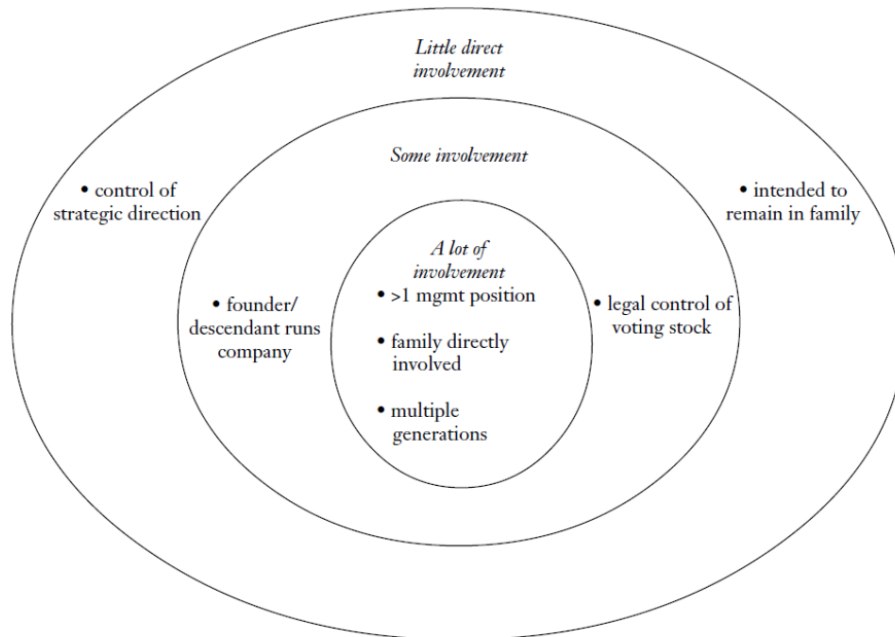 Little direct
involvement
Some involvement
• control of
strategic direction
• intended to
remain in family
A lot of
involvement
• >1 mgmt position
• family directly
involved
• multiple
generations
• founder/
descendant runs
company
• legal control of
voting stock